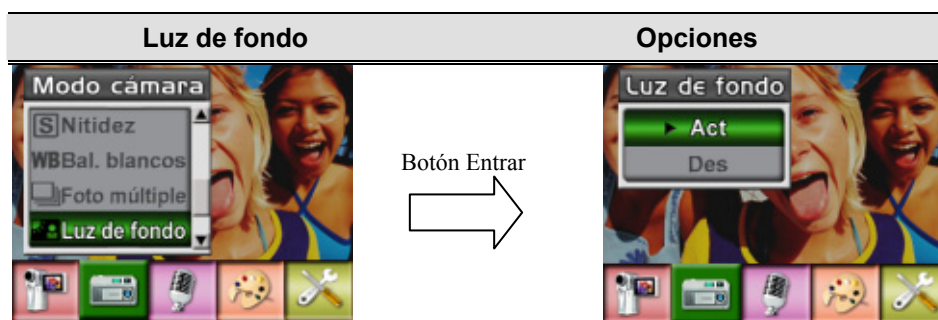 Luz de fondo
Opciones
Modo cámara
S Nitidez
WB Bal. blancos
Foto múltiple
Luz de fondo
Botón Entrar
Luz de fondo
Act
Des